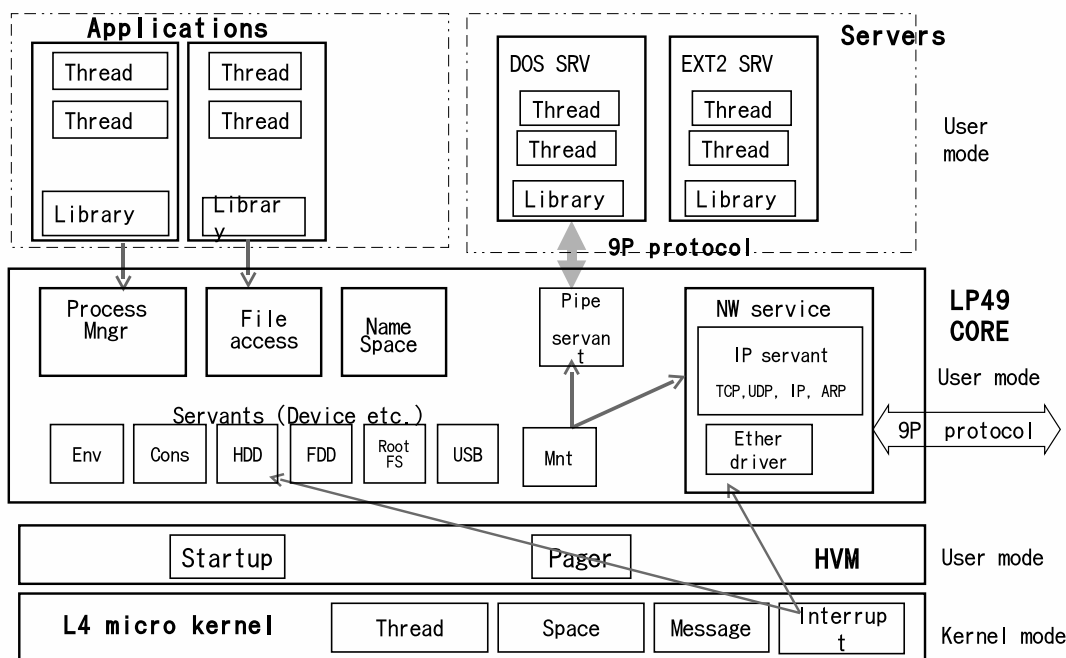 Applications
Thread
Thread
Library
Thread
Thread
Librar
y
Servers
DOS SRV
Thread
Thread
Library
EXT2 SRV
Thread
Thread
Library
User
mode
9P protocol
Process
Mngr
File
access
Name
Space
Pipe
servan
t
NW service
IP servant
TCP,UDP, IP, ARP
Ether
driver
LP49
CORE
User mode
9P protocol
Servants (Device etc.)
Env
Cons
HDD
FDD
Root
FS
USB
Mnt
Startup
Pager
HVM
User mode
L4 micro kernel
Thread
Space
Message
Interrup
t
Kernel mode